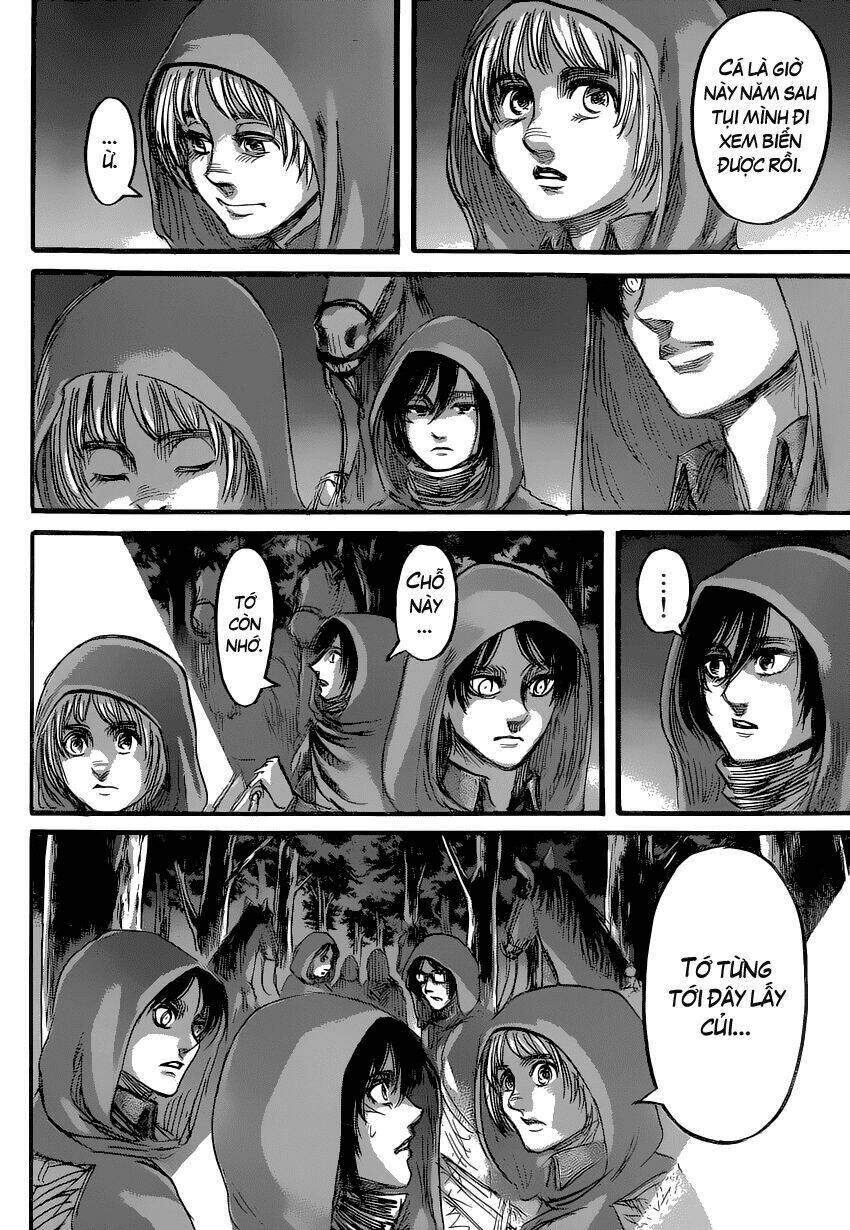 CÁ LÀ GIỜ
NÀY NĂM SAU
TỤI MÌNH ĐI
XEM BIỂN
ĐƯỢC RỒI.
...
Ừ.
...!
CHỖ
NÀY
...
TỚ
CÒN
NHỚ.
TỚ TỪNG
TỚI ĐÂY LẤY
CỦI...